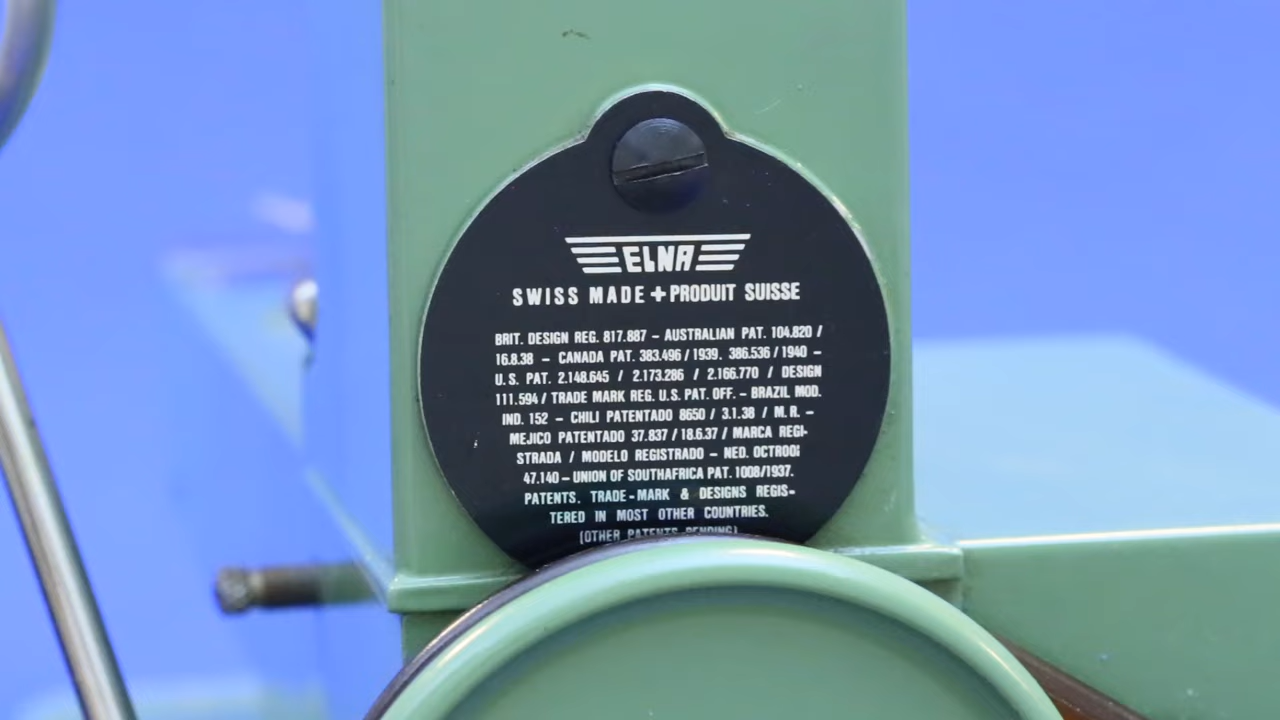 ELNA
SWISS MADE + PRODUIT SUISSE
BRIT. DESIGN REG. 817.887 – AUSTRALIAN PAT. 104.820 /
16.8.38 – CANADA PAT. 383.496 / 1939. 386.536 / 1940 –
U.S. PAT. 2.148.645 / 2.173.286 / 2.166.770 / DESIGN
111.594 / TRADE MARK REG. U.S. PAT. OFF. – BRAZIL MOD.
IND. 152 – CHILI PATENTADO 8650 / 3.1.38 / M.R. –
MEJICO PATENTADO 37.837 / 18.6.37 / MARCA REGI-
STRADA / MODELO REGISTRADO – NED. OCTROOI
47.140 – UNION OF SOUTHAFRICA PAT. 1008/1937.
PATENTS, TRADE-MARK & DESIGNS REGIS-
TERED IN MOST OTHER COUNTRIES.
(OTHER PATENTS PENDING)